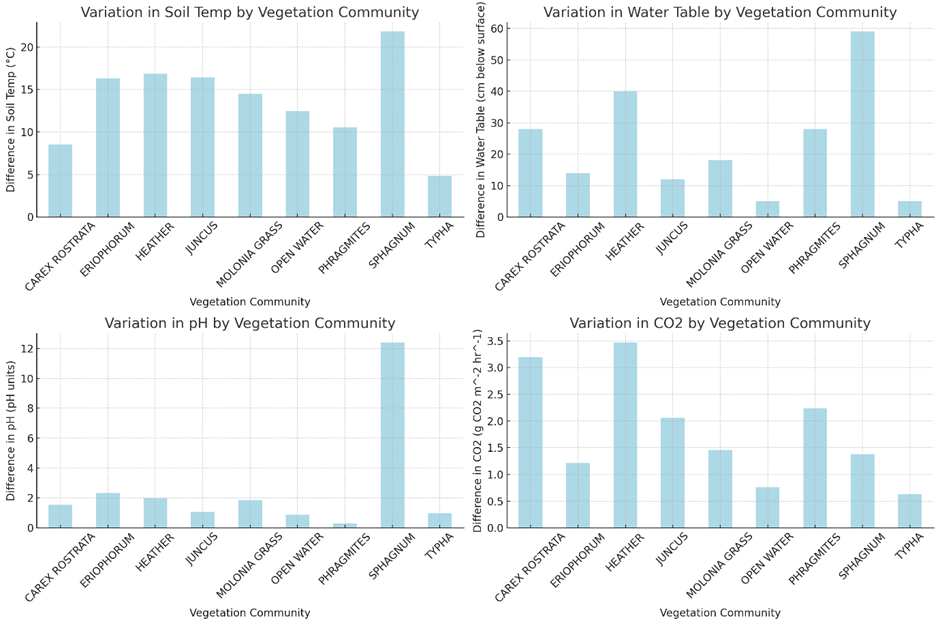 Variation in Soil Temp by Vegetation Community
Difference in Soil Temp (°C)
20
15
10
5
0
CAREX ROSTRATA
ERIOPHORUM
HEATHER
JUNCUS
MOLONIA GRASS
OPEN WATER
PHRAGMITES
SPHAGNUM
TYPHA
Vegetation Community
Variation in Water Table by Vegetation Community
Difference in Water Table (cm below surface)
60
50
40
30
20
10
0
CAREX ROSTRATA
ERIOPHORUM
HEATHER
JUNCUS
MOLONIA GRASS
OPEN WATER
PHRAGMITES
SPHAGNUM
TYPHA
Vegetation Community
Variation in pH by Vegetation Community
Difference in pH (pH units)
12
10
8
6
4
2
0
CAREX ROSTRATA
ERIOPHORUM
HEATHER
JUNCUS
MOLONIA GRASS
OPEN WATER
PHRAGMITES
SPHAGNUM
TYPHA
Vegetation Community
Variation in CO2 by Vegetation Community
Difference in CO2 (g CO2 m^-2 hr^-1)
3.5
3.0
2.5
2.0
1.5
1.0
0.5
0.0
CAREX ROSTRATA
ERIOPHORUM
HEATHER
JUNCUS
MOLONIA GRASS
OPEN WATER
PHRAGMITES
SPHAGNUM
TYPHA
Vegetation Community